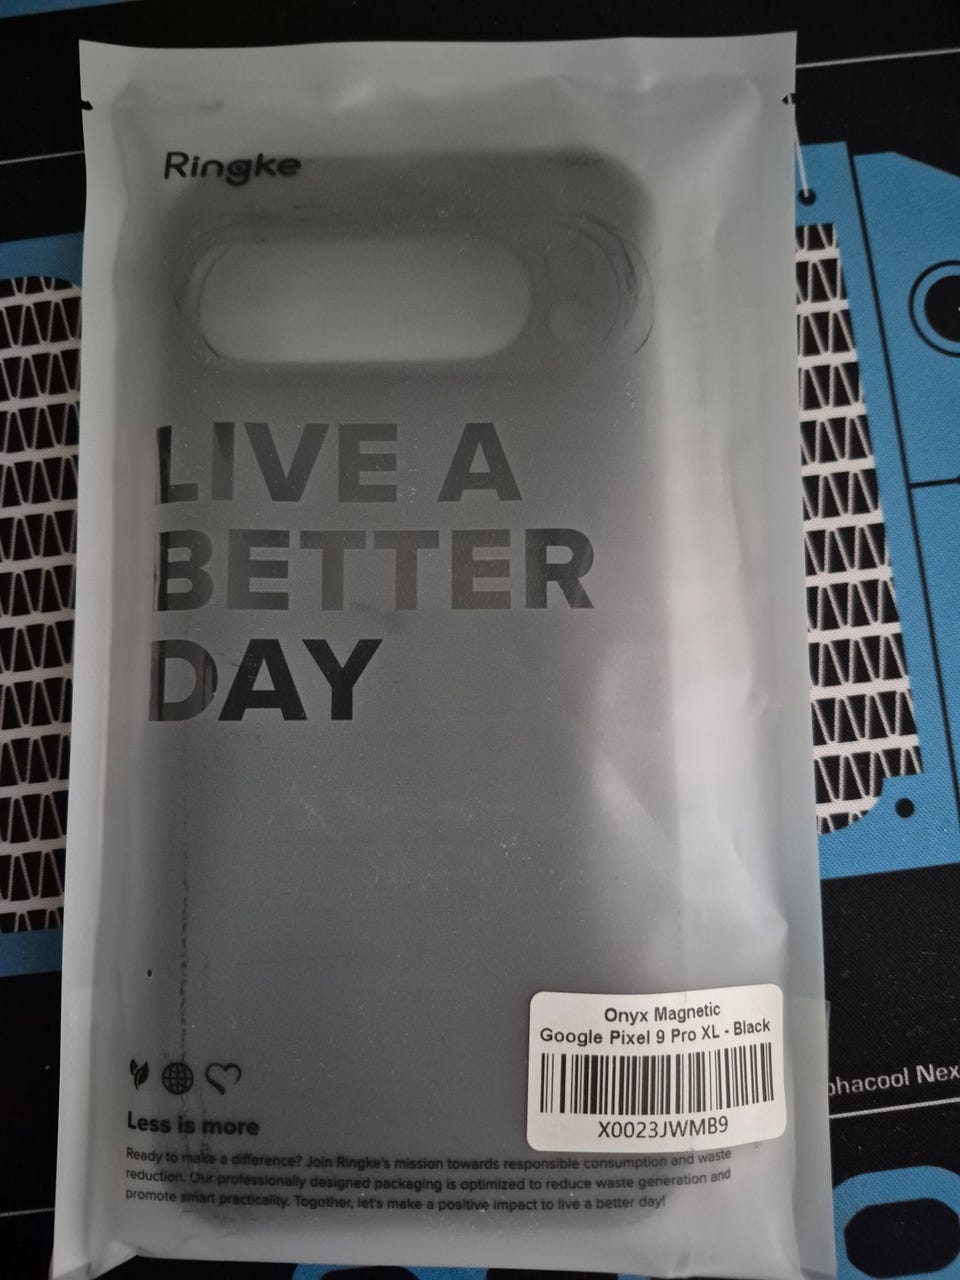 Ringke
LIVE A
BETTER
DAY
Onyx Magnetic
Google Pixel 9 Pro XL - Black
X0023JWMB9
Less is more
Ready to make a difference? Join Ringke's mission towards responsible consumption and waste
reduction. Our professionally designed packaging is optimized to reduce waste generation and
promote smart practicality. Togother, let's make a positive impact to live a better day!
phacool Nex